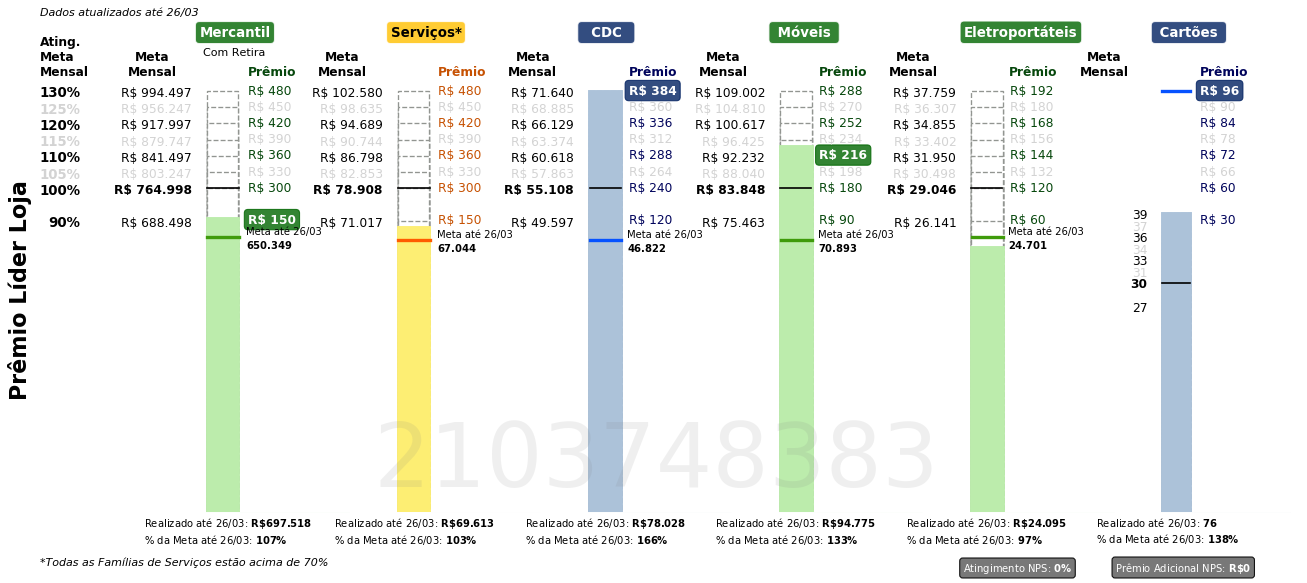 Dados atualizados até 26/03
Mercantil Serviços* CDC Móveis Eletroportáteis Cartões
Com Retira
Ating. Meta Mensal
Meta Mensal Prêmio Meta Mensal Prêmio Meta Mensal Prêmio Meta Mensal Prêmio Meta Mensal Prêmio Meta Mensal Prêmio
130% R$ 994.497 R$ 480 R$ 102.580 R$ 480 R$ 71.640 R$ 384 R$ 109.002 R$ 288 R$ 37.759 R$ 192 R$ 96
125% R$ 956.247 R$ 450 R$ 98.635 R$ 450 R$ 68.885 R$ 360 R$ 104.810 R$ 270 R$ 36.307 R$ 180 R$ 90
120% R$ 917.997 R$ 420 R$ 94.689 R$ 420 R$ 66.129 R$ 336 R$ 100.617 R$ 252 R$ 34.855 R$ 168 R$ 84
115% R$ 879.747 R$ 390 R$ 90.744 R$ 390 R$ 63.374 R$ 312 R$ 96.425 R$ 234 R$ 33.402 R$ 156 R$ 78
110% R$ 841.497 R$ 360 R$ 86.798 R$ 360 R$ 60.618 R$ 288 R$ 92.232 R$ 216 R$ 31.950 R$ 144 R$ 72
105% R$ 803.247 R$ 330 R$ 82.853 R$ 330 R$ 57.863 R$ 264 R$ 88.040 R$ 198 R$ 30.498 R$ 132 R$ 66
100% R$ 764.998 R$ 300 R$ 78.908 R$ 300 R$ 55.108 R$ 240 R$ 83.848 R$ 180 R$ 29.046 R$ 120 R$ 60
90% R$ 688.498 R$ 150 R$ 71.017 R$ 150 R$ 49.597 R$ 120 R$ 75.463 R$ 90 R$ 26.141 R$ 60 R$ 30
39
37
36
34
33
31
30
27
Meta até 26/03 Meta até 26/03 Meta até 26/03 Meta até 26/03 Meta até 26/03
650.349 67.044 46.822 70.893 24.701
Prêmio Líder Loja
2103748383
Realizado até 26/03: R$697.518 Realizado até 26/03: R$69.613 Realizado até 26/03: R$78.028 Realizado até 26/03: R$94.775 Realizado até 26/03: R$24.095 Realizado até 26/03: 76
% da Meta até 26/03: 107% % da Meta até 26/03: 103% % da Meta até 26/03: 166% % da Meta até 26/03: 133% % da Meta até 26/03: 97% % da Meta até 26/03: 138%
*Todas as Famílias de Serviços estão acima de 70%
Atingimento NPS: 0% Prêmio Adicional NPS: R$0